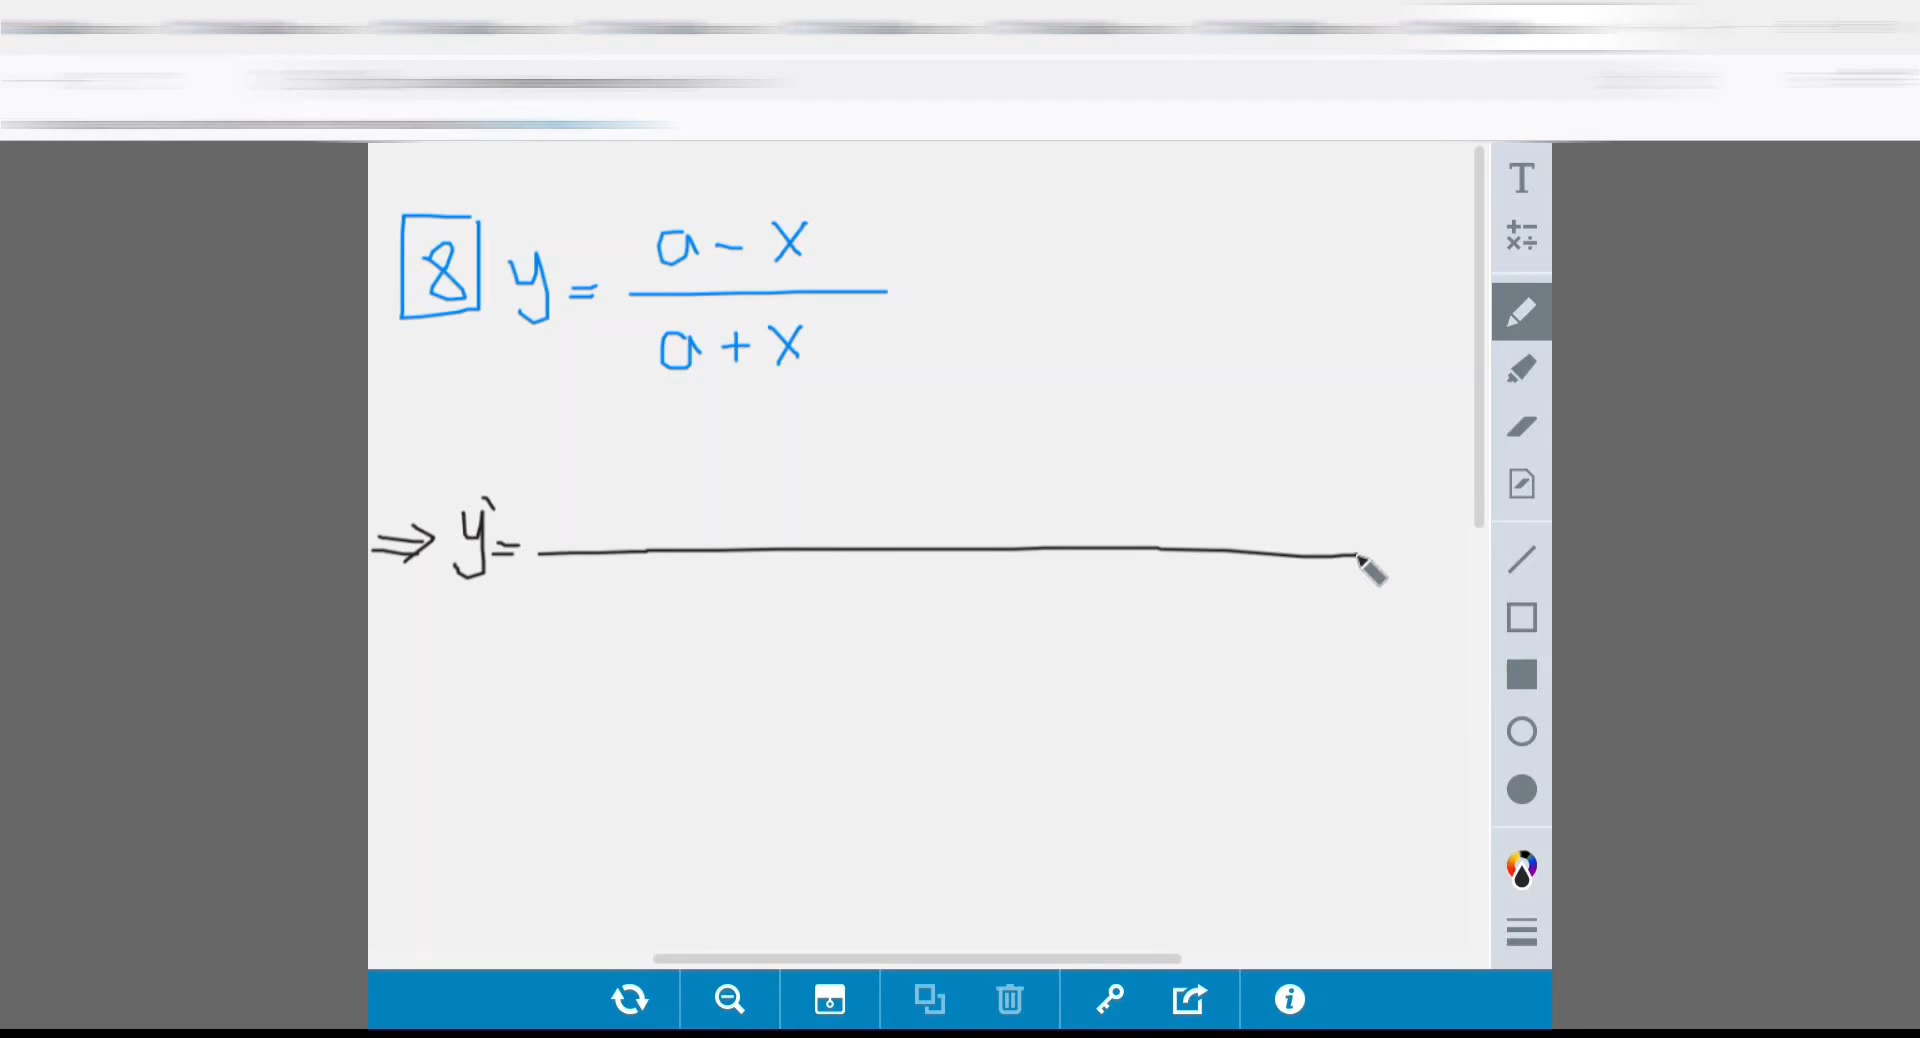 8 y = a - x
a + x
⇒ y' =
T